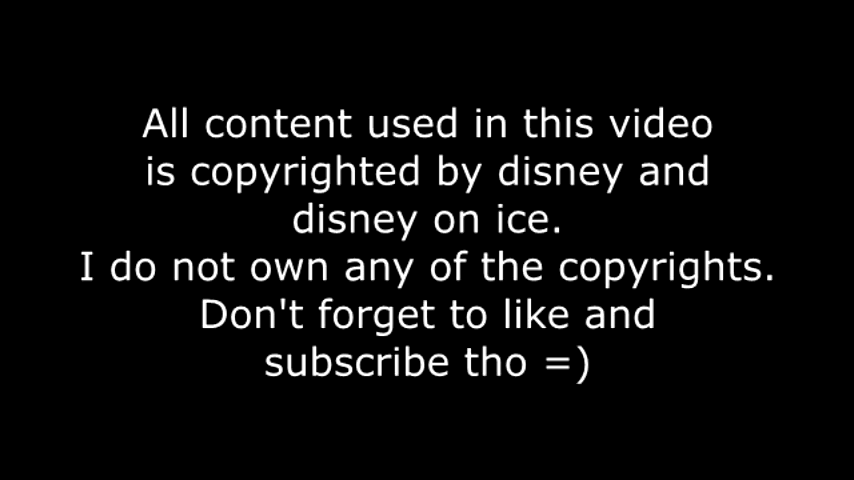 All content used in this video
is copyrighted by disney and
disney on ice.
I do not own any of the copyrights.
Don't forget to like and
subscribe tho =)